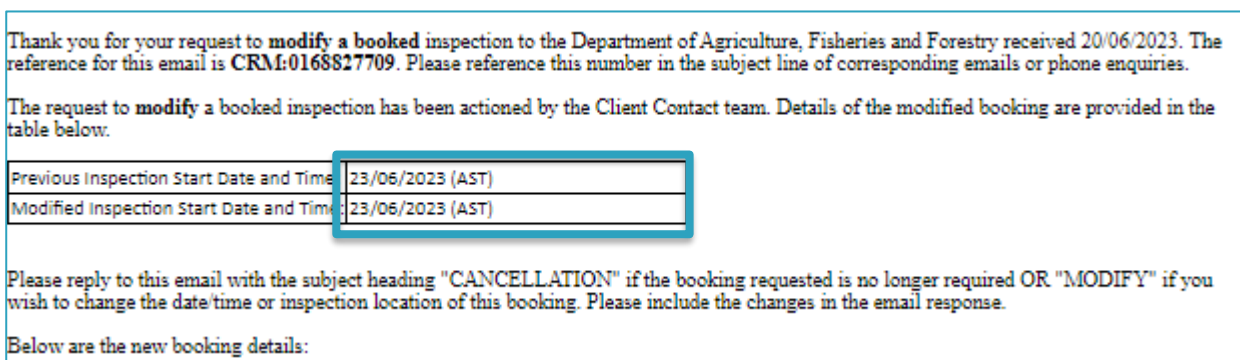 Thank you for your request to modify a booked inspection to the Department of Agriculture, Fisheries and Forestry received 20/06/2023. The
reference for this email is CRM:0168827709. Please reference this number in the subject line of corresponding emails or phone enquiries.
The request to modify a booked inspection has been actioned by the Client Contact team. Details of the modified booking are provided in the
table below.
Previous Inspection Start Date and Time 23/06/2023 (AST)
Modified Inspection Start Date and Time: 23/06/2023 (AST)
Please reply to this email with the subject heading "CANCELLATION" if the booking requested is no longer required OR "MODIFY" if you
wish to change the date/time or inspection location of this booking. Please include the changes in the email response.
Below are the new booking details: